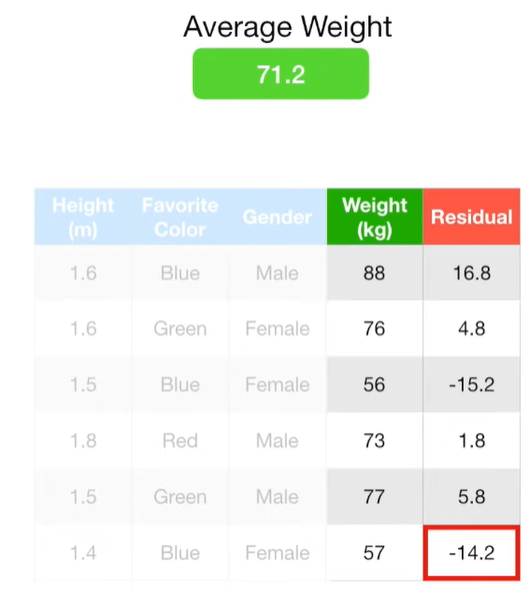 Average Weight
71.2
Height (m) Favorite Color Gender Weight (kg) Residual
1.6 Blue Male 88 16.8
1.6 Green Female 76 4.8
1.5 Blue Female 56 -15.2
1.8 Red Male 73 1.8
1.5 Green Male 77 5.8
1.4 Blue Female 57 -14.2